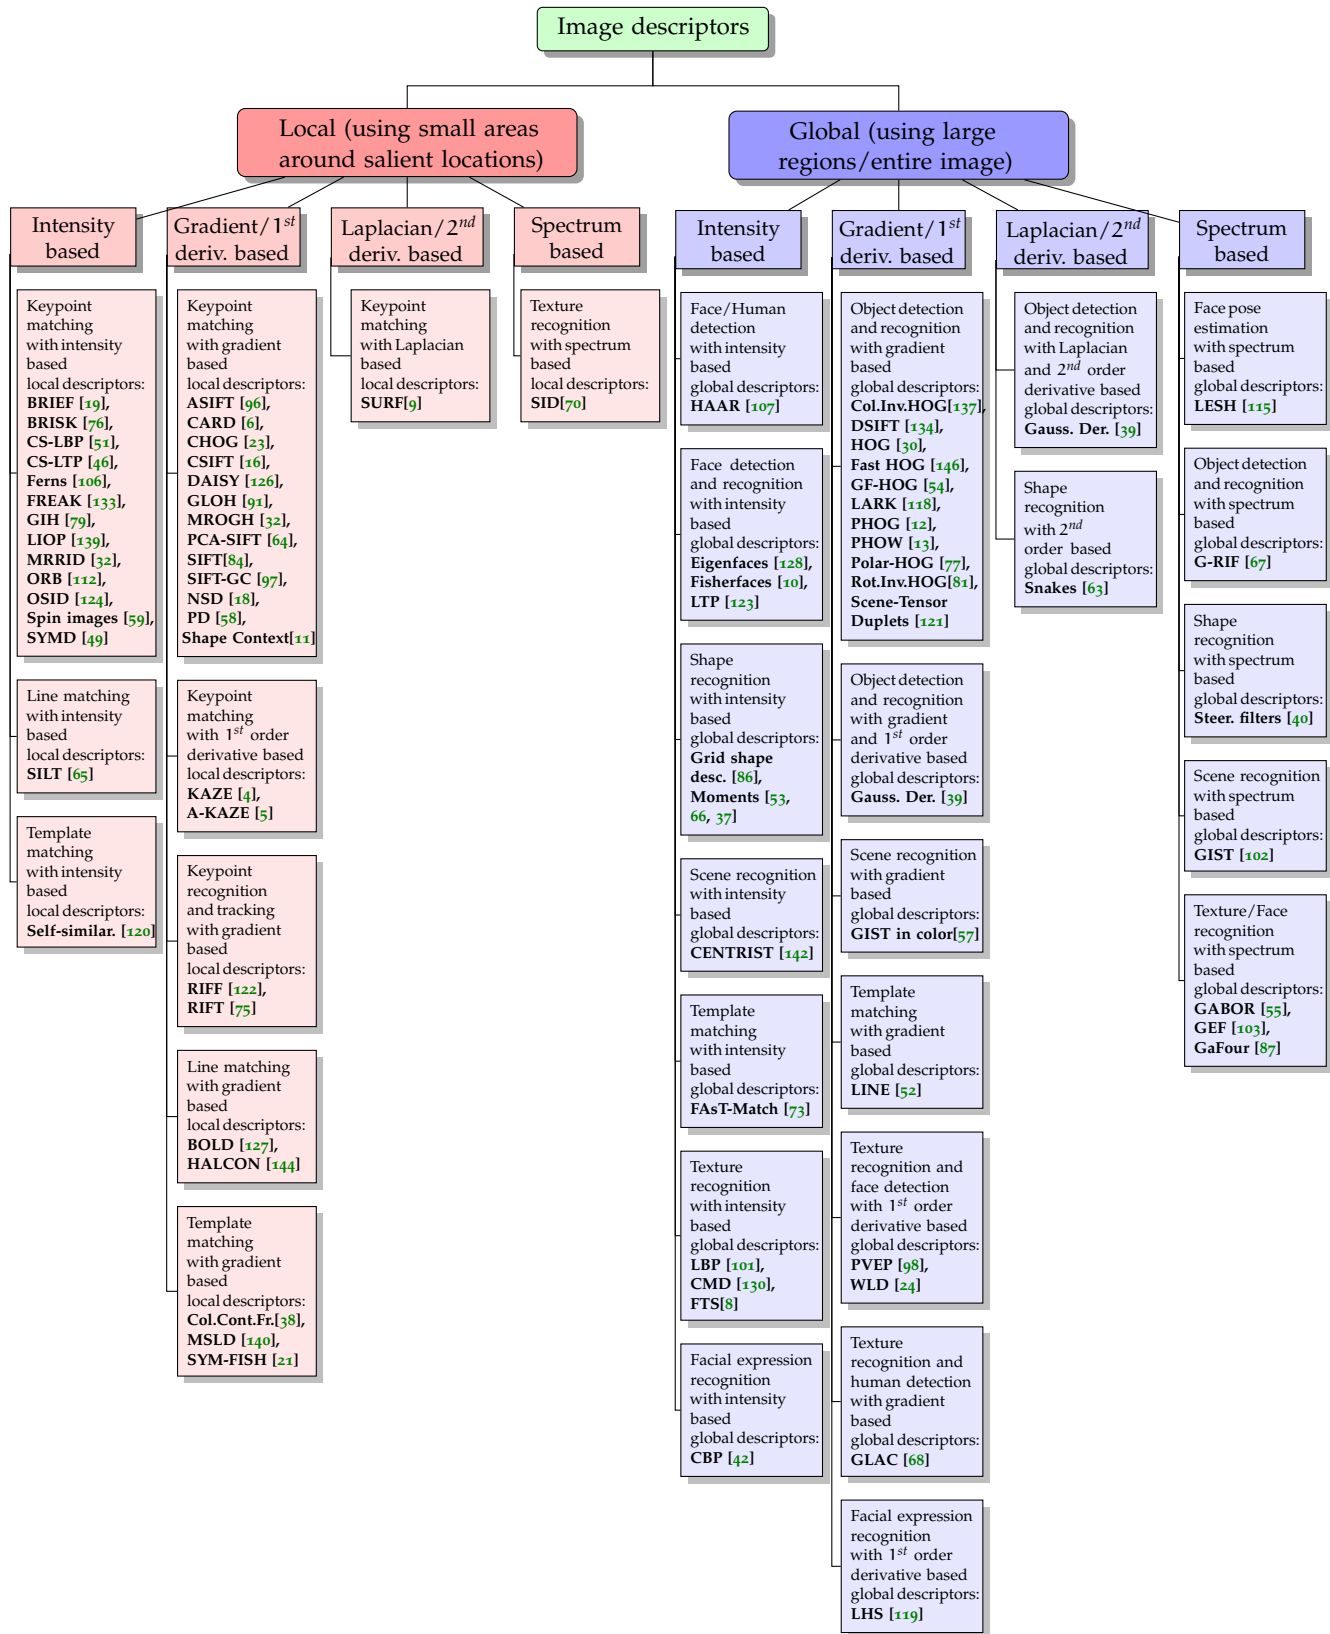 Image descriptors
Local (using small areas
around salient locations)
Global (using large
regions/entire image)
Intensity
based
Keypoint
matching
with intensity
based
local descriptors:
BRIEF [19],
BRISK [76],
CS-LBP [51],
CS-LTP [46],
Ferns [106],
FREAK [133],
GIH [79],
LIOP [139],
MRRID [32],
ORB [112],
OSID [124],
Spin images [59],
SYMD [49]
Line matching
with intensity
based
local descriptors:
SILT [65]
Template
matching
with intensity
based
local descriptors:
Self-similar. [120]
Gradient/1st
deriv. based
Keypoint
matching
with gradient
based
local descriptors:
ASIFT [96],
CARD [6],
CHOG [23],
CSIFT [16],
DAISY [126],
GLOH [91],
MROGH [32],
PCA-SIFT [64],
SIFT[84],
SIFT-GC [97],
NSD [18],
PD [58],
Shape Context[11]
Keypoint
matching
with 1st order
derivative based
local descriptors:
KAZE [4],
A-KAZE [5]
Keypoint
recognition
and tracking
with gradient
based
local descriptors:
RIFF [122],
RIFT [75]
Line matching
with gradient
based
local descriptors:
BOLD [127],
HALCON [144]
Template
matching
with gradient
based
local descriptors:
Col.Cont.Fr.[38],
MSLD [140],
SYM-FISH [21]
Laplacian/2nd
deriv. based
Keypoint
matching
with Laplacian
based
local descriptors:
SURF[9]
Spectrum
based
Texture
recognition
with spectrum
based
local descriptors:
SID[70]
Intensity
based
Face/Human
detection
with intensity
based
global descriptors:
HAAR [107]
Face detection
and recognition
with intensity
based
global descriptors:
Eigenfaces [128],
Fisherfaces [10],
LTP [123]
Shape
recognition
with intensity
based
global descriptors:
Grid shape
desc. [86],
Moments [53,
66, 37]
Scene recognition
with intensity
based
global descriptors:
CENTRIST [142]
Template
matching
with intensity
based
global descriptors:
FAsT-Match [73]
Texture
recognition
with intensity
based
global descriptors:
LBP [101],
CMD [130],
FTS[8]
Facial expression
recognition
with intensity
based
global descriptors:
CBP [42]
Gradient/1st
deriv. based
Object detection
and recognition
with gradient
based
global descriptors:
Col.Inv.HOG[137],
DSIFT [134],
HOG [30],
Fast HOG [146],
GF-HOG [54],
LARK [118],
PHOG [12],
PHOW [13],
Polar-HOG [77],
Rot.Inv.HOG[81],
Scene-Tensor
Duplets [121]
Object detection
and recognition
with gradient
and 1st order
derivative based
global descriptors:
Gauss. Der. [39]
Scene recognition
with gradient
based
global descriptors:
GIST in color[57]
Template
matching
with gradient
based
global descriptors:
LINE [52]
Texture
recognition and
face detection
with 1st order
derivative based
global descriptors:
PVEP [98],
WLD [24]
Texture
recognition and
human detection
with gradient
based
global descriptors:
GLAC [68]
Facial expression
recognition
with 1st order
derivative based
global descriptors:
LHS [119]
Laplacian/2nd
deriv. based
Object detection
and recognition
with Laplacian
and 2nd order
derivative based
global descriptors:
Gauss. Der. [39]
Shape
recognition
with 2nd
order based
global descriptors:
Snakes [63]
Spectrum
based
Face pose
estimation
with spectrum
based
global descriptors:
LESH [115]
Object detection
and recognition
with spectrum
based
global descriptors:
G-RIF [67]
Shape
recognition
with spectrum
based
global descriptors:
Steer. filters [40]
Scene recognition
with spectrum
based
global descriptors:
GIST [102]
Texture/Face
recognition
with spectrum
based
global descriptors:
GABOR [55],
GEF [103],
GaFour [87]